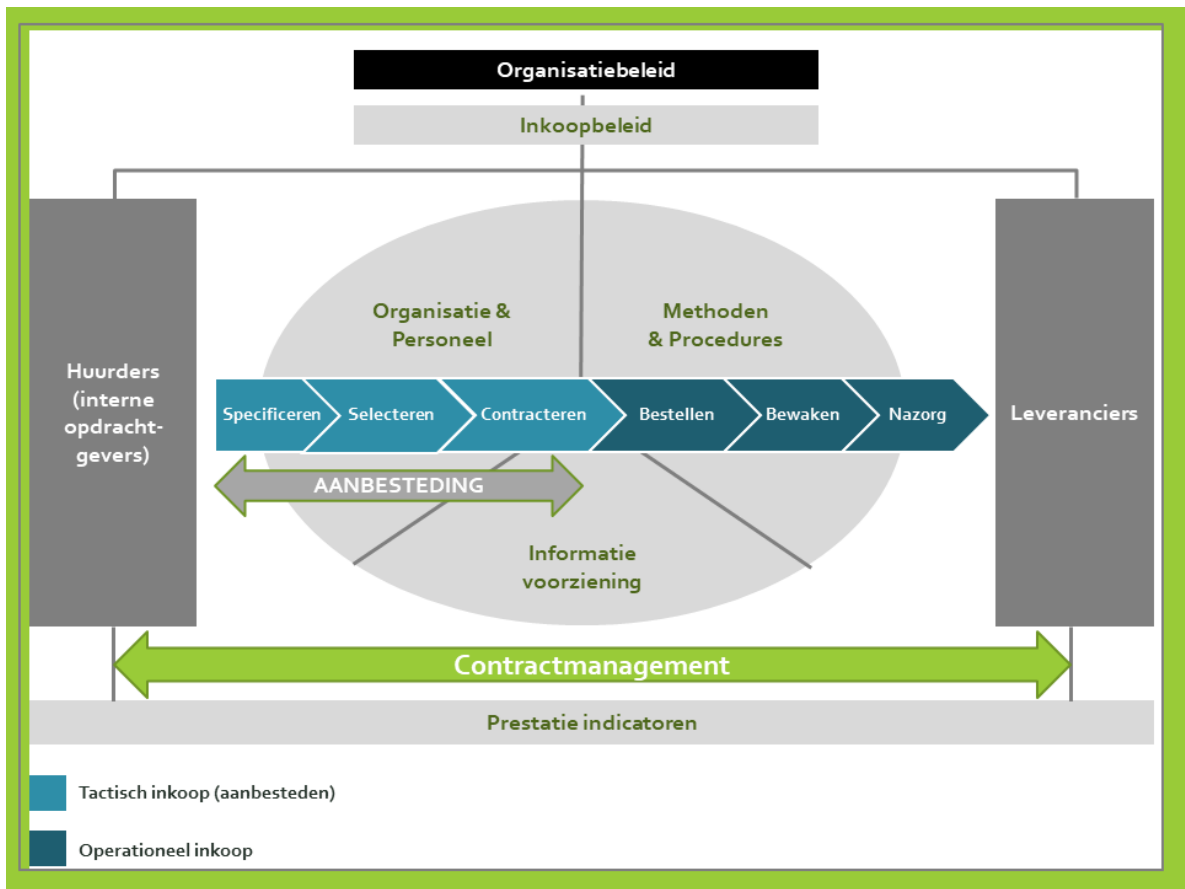 Organisatiebeleid
Inkoopbeleid
Organisatie &
Personeel
Methoden
& Procedures
Huurders
(interne
opdracht-
gevers)
Specificeren
Selecteren
Contracteren
Bestellen
Bewaken
Nazorg
Leveranciers
AANBESTEDING
Informatie
voorziening
Contractmanagement
Prestatie indicatoren
Tactisch inkoop (aanbesteden)
Operationeel inkoop